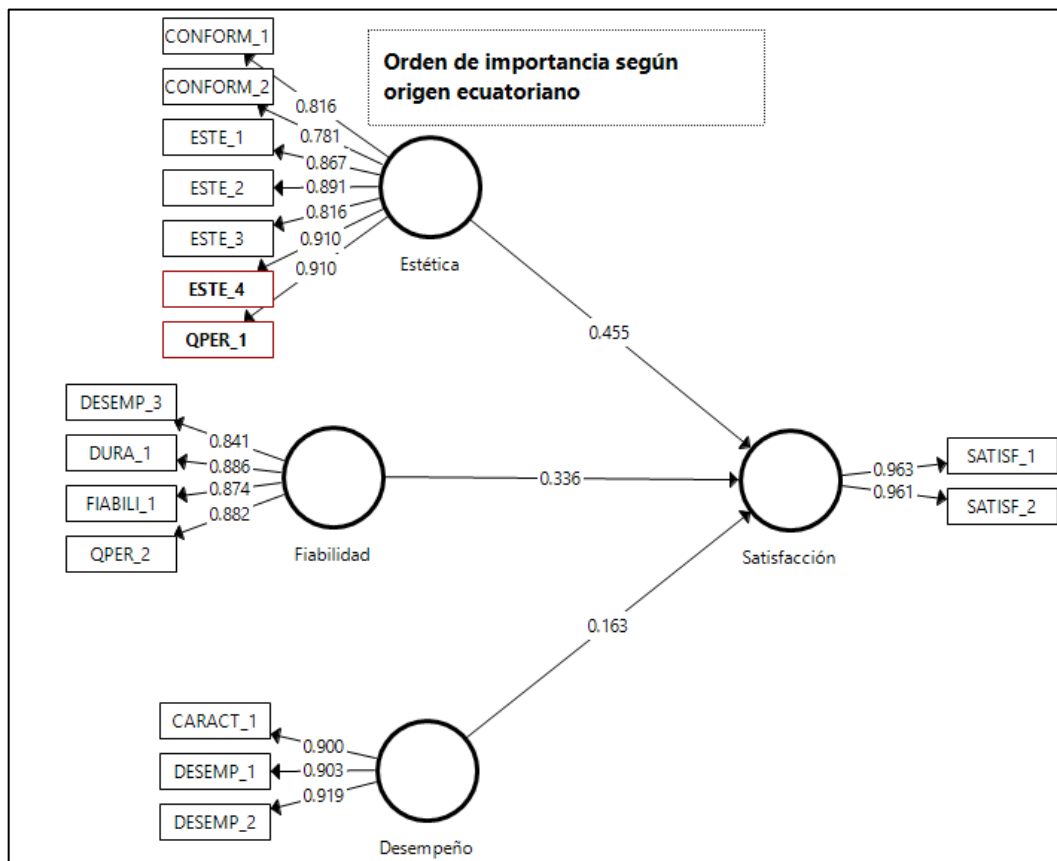 CONFORM_1
Orden de importancia según
origen ecuatoriano
CONFORM_2
0.816
0.781
ESTE_1
0.867
ESTE_2
0.891
0.816
ESTE_3
0.910
0.910
Estética
ESTE_4
QPER_1
0.455
DESEMP_3
0.841
DURA_1
0.886
FIABILI_1
0.874
0.882
QPER_2
Fiabilidad
0.336
0.963
SATISF_1
0.961
SATISF_2
Satisfacción
0.163
CARACT_1
0.900
DESEMP_1
0.903
0.919
DESEMP_2
Desempeño